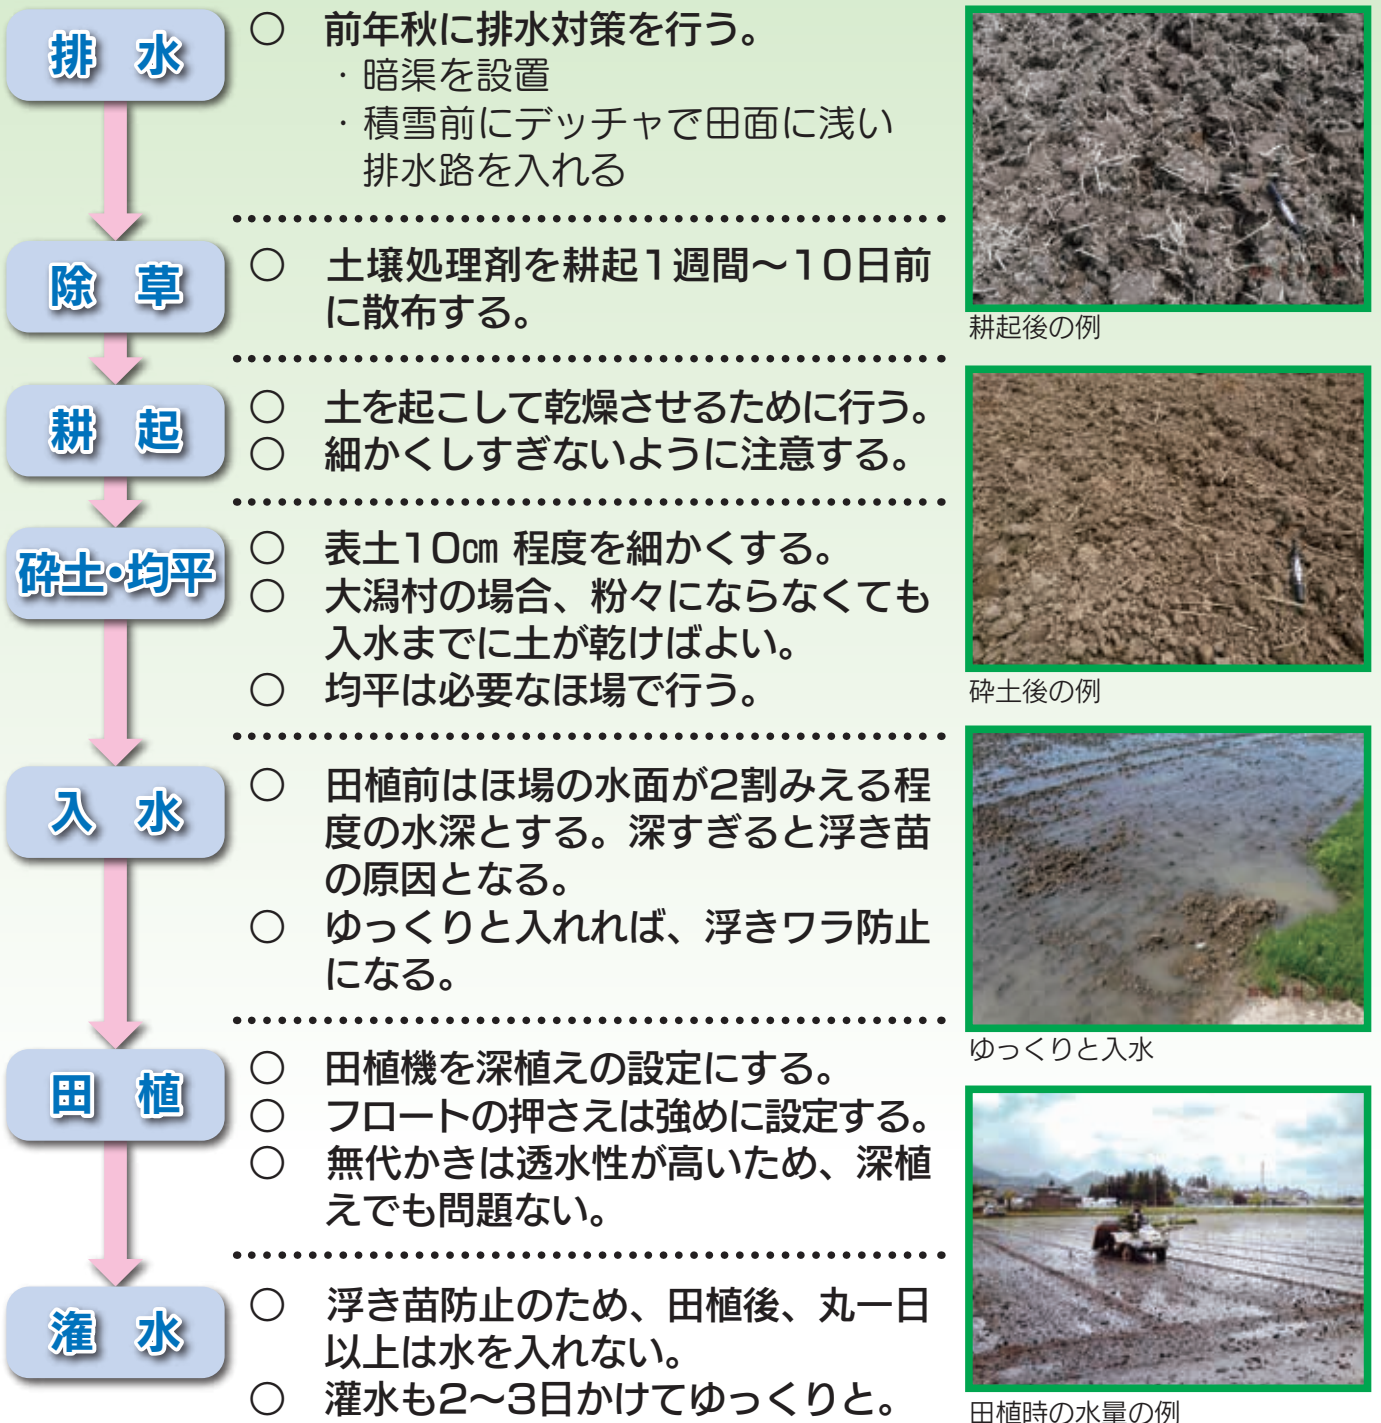 排 水
○ 前年秋に排水対策を行う。
・暗渠を設置
・積雪前にデッチャで田面に浅い
排水路を入れる
除 草
○ 土壌処理剤を耕起1週間～10日前
に散布する。
耕起後の例
耕 起
○ 土を起こして乾燥させるために行う。
○ 細かくしすぎないように注意する。
砕土・均平
○ 表土10㎝ 程度を細かくする。
○ 大潟村の場合、粉々にならなくても
入水までに土が乾けばよい。
○ 均平は必要なほ場で行う。
砕土後の例
入 水
○ 田植前はほ場の水面が2割みえる程
度の水深とする。深すぎると浮き苗
の原因となる。
○ ゆっくりと入れれば、浮きワラ防止
になる。
ゆっくりと入水
田 植
○ 田植機を深植えの設定にする。
○ フロートの押さえは強めに設定する。
○ 無代かきは透水性が高いため、深植
えでも問題ない。
灌 水
○ 浮き苗防止のため、田植後、丸一日
以上は水を入れない。
○ 灌水も2～3日かけてゆっくりと。
田植時の水量の例